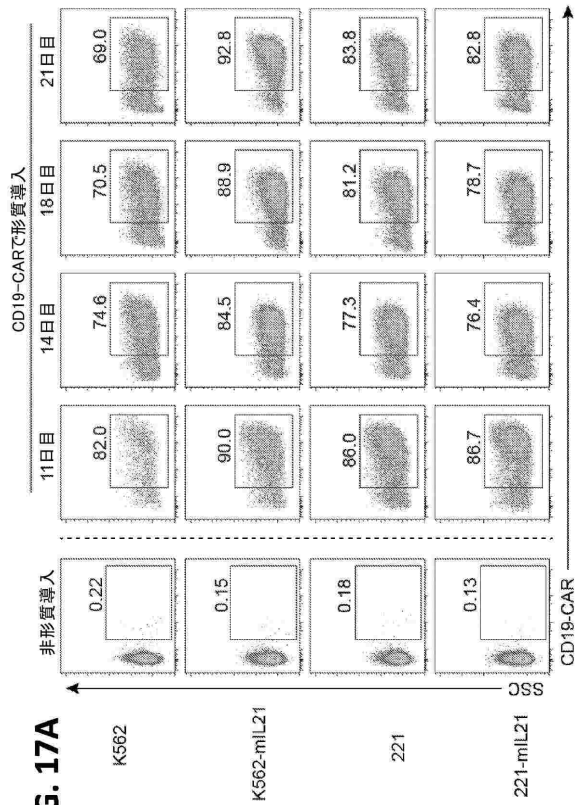 G. 17A
CD19-CARで形質導入
非形質導入 11日目 14日目 18日目 21日目
K562 0.22 82.0 74.6 70.5 69.0
K562-mIL21 0.15 90.0 84.5 88.9 92.8
221 0.18 86.0 77.3 81.2 83.8
221-mIL21 0.13 86.7 76.4 78.7 82.8
SSC
CD19-CAR